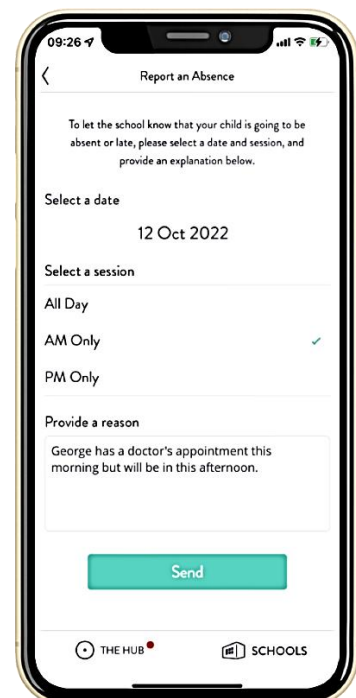 09:26
Report an Absence
To let the school know that your child is going to be
absent or late, please select a date and session, and
provide an explanation below.
Select a date
12 Oct 2022
Select a session
All Day
AM Only
PM Only
Provide a reason
George has a doctor's appointment this
morning but will be in this afternoon.
Send
THE HUB
SCHOOLS